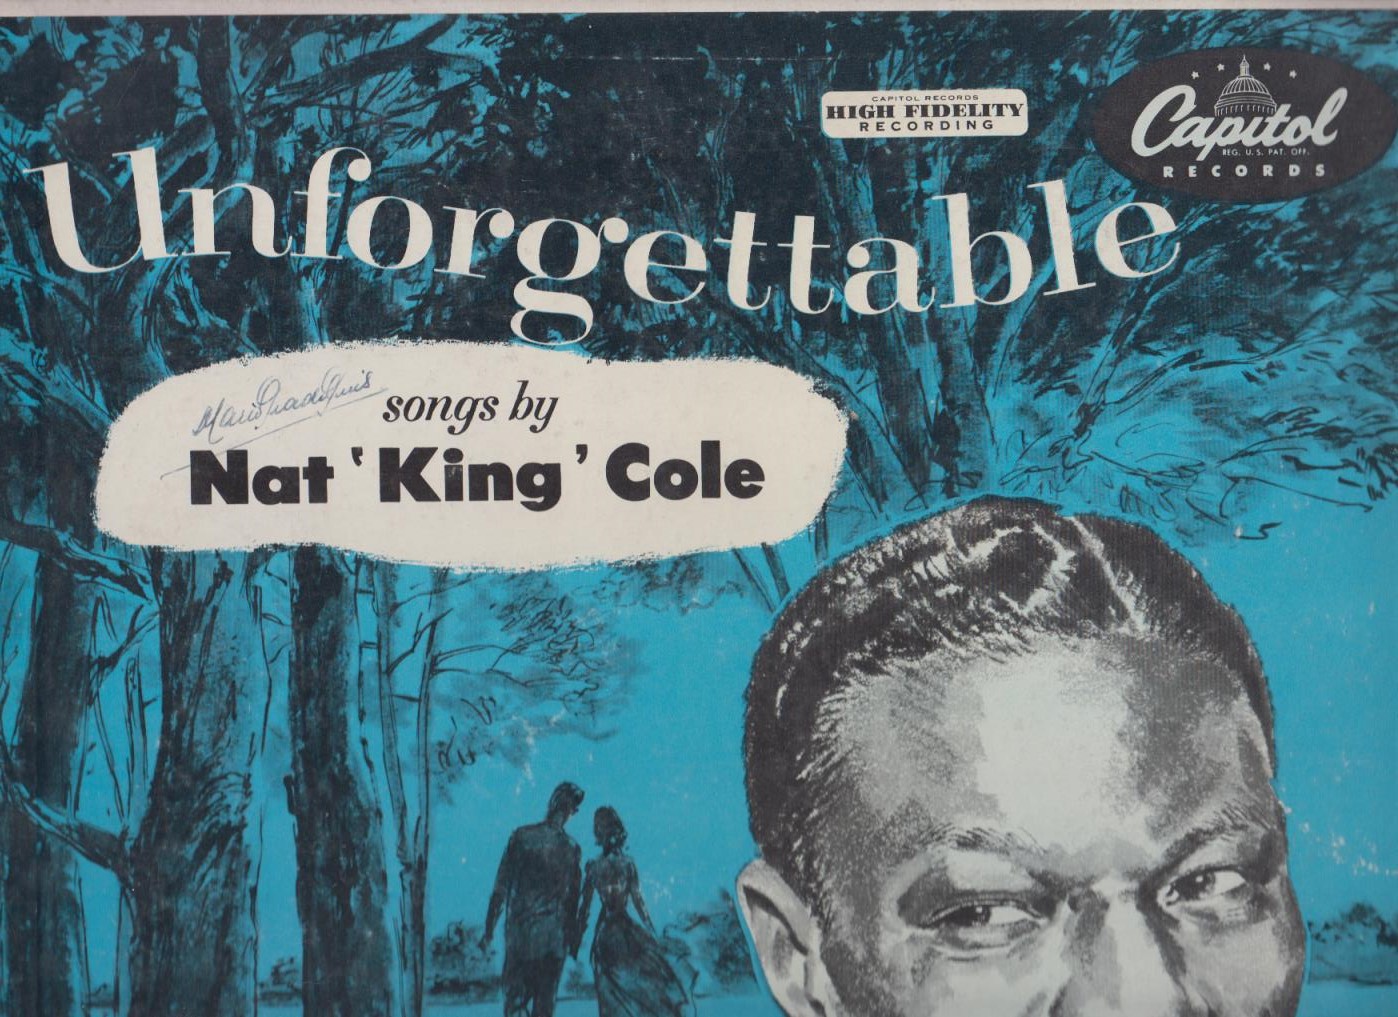 CAPITOL RECORDS
HIGH FIDELITY
RECORDING
Capitol
REG. U.S. PAT. OFF.
RECORDS
Unforgettable
songs by
Nat 'King' Cole